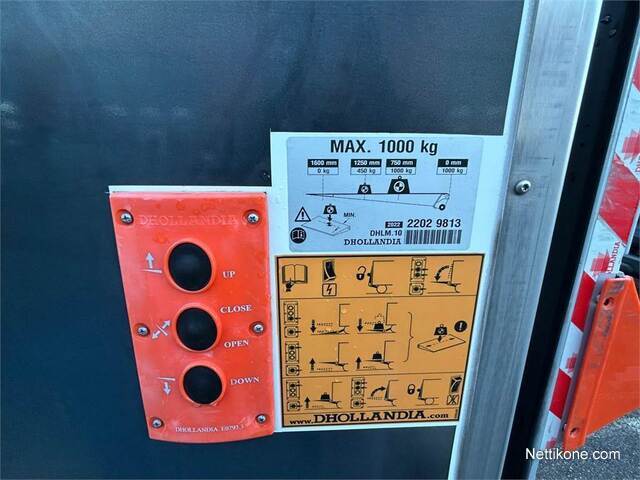 MAX. 1000 kg
1600 mm 1250 mm 750 mm 0 mm
0 kg 450 kg 1000 kg 1000 kg
MIN.
2022 2202 9813
DHLM.10
DHOLLANDIA
DHOLLANDIA
UP
CLOSE
OPEN
DOWN
DHOLLANDIA
www.DHOLLANDIA.com
Nettikone.com